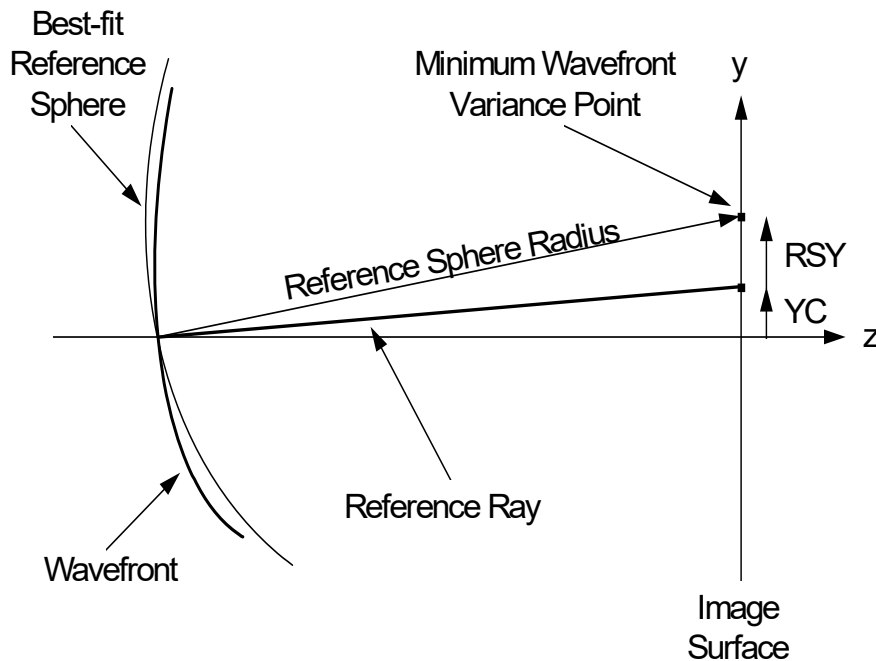 Best-fit
Reference
Sphere
Minimum Wavefront
Variance Point
y
Reference Sphere Radius
RSY
YC
z
Reference Ray
Wavefront
Image
Surface